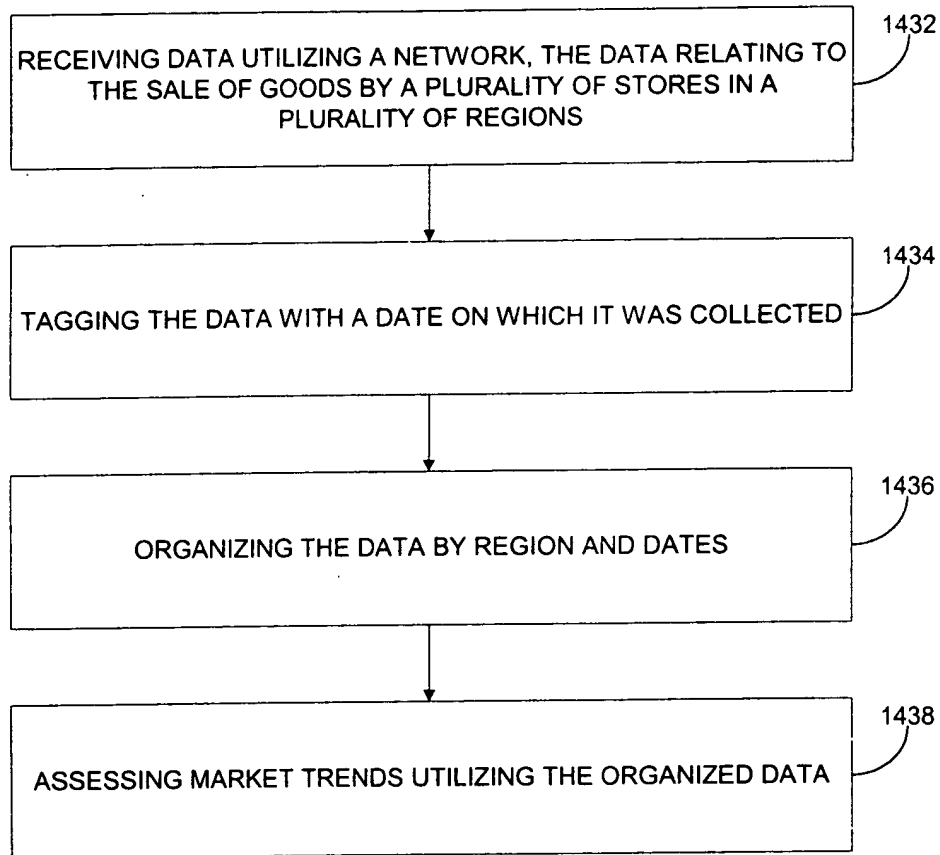 1432
RECEIVING DATA UTILIZING A NETWORK, THE DATA RELATING TO
THE SALE OF GOODS BY A PLURALITY OF STORES IN A
PLURALITY OF REGIONS
1434
TAGGING THE DATA WITH A DATE ON WHICH IT WAS COLLECTED
1436
ORGANIZING THE DATA BY REGION AND DATES
1438
ASSESSING MARKET TRENDS UTILIZING THE ORGANIZED DATA